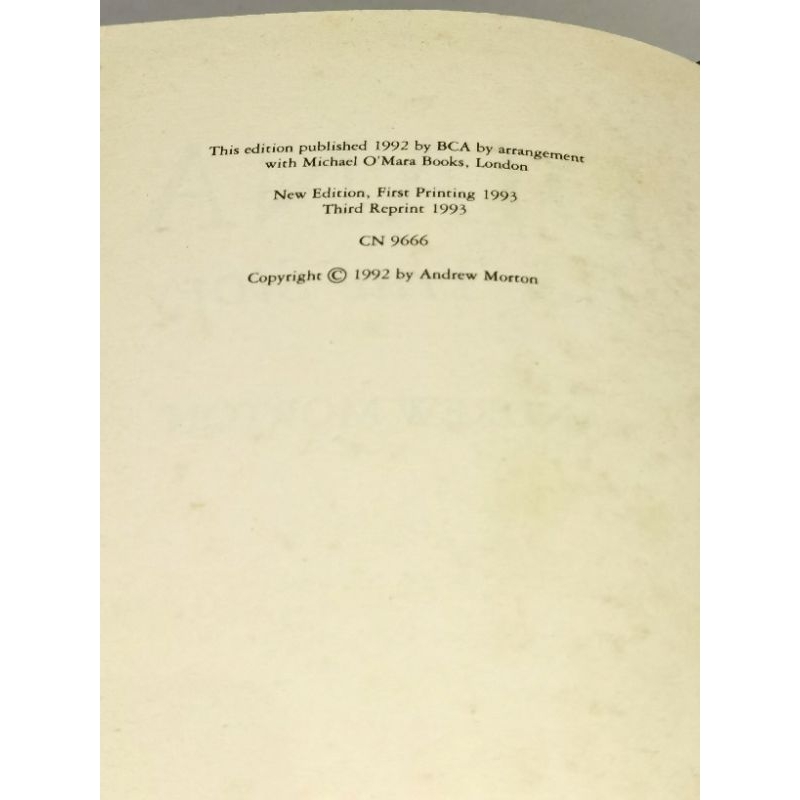 This edition published 1992 by BCA by arrangement
with Michael O'Mara Books, London
New Edition, First Printing 1993
Third Reprint 1993
CN 9666
Copyright © 1992 by Andrew Morton